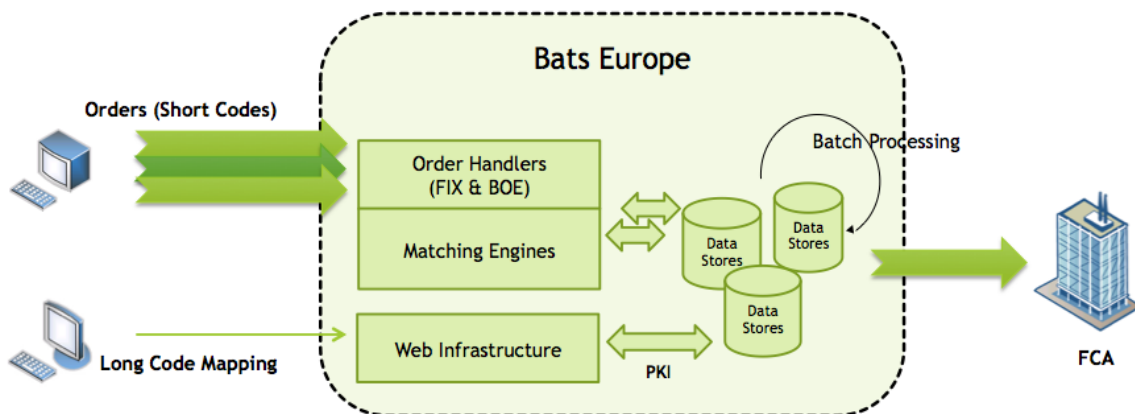 Bats Europe
Orders (Short Codes)
Batch Processing
Order Handlers
(FIX & BOE)
Matching Engines
Data
Stores
Data
Stores
Data
Stores
Web Infrastructure
PKI
Long Code Mapping
FCA